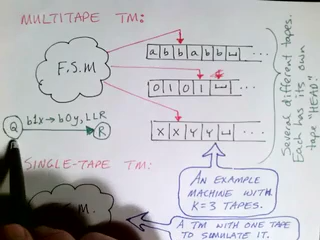 MULTITAPE TM:
a b b a b b ⊔ ...
F.S.M
0 1 0 1 ⊔ ...
b1x→b0y, LLR
Q
R
X X Y Y ⊔ ...
Several different tapes.
Each has its own
tape "HEAD."
SINGLE-TAPE TM:
AN EXAMPLE
MACHINE WITH
K=3 TAPES.
M.
A TM WITH ONE TAPE
TO SIMULATE IT.